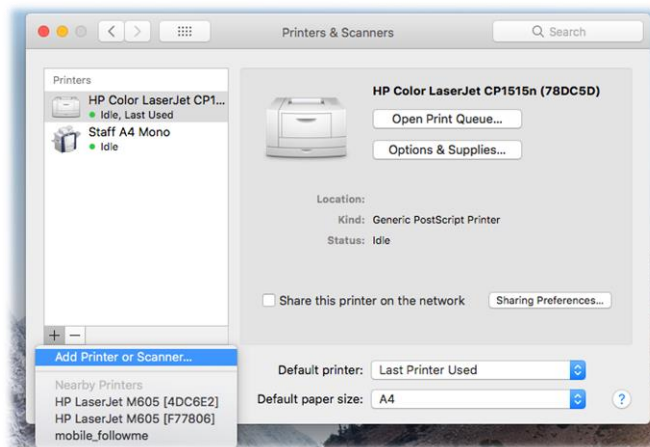 Printers & Scanners
Search
Printers
HP Color LaserJet CP1...
Idle, Last Used
Staff A4 Mono
Idle
HP Color LaserJet CP1515n (78DC5D)
Open Print Queue...
Options & Supplies...
Location:
Kind: Generic PostScript Printer
Status: Idle
Share this printer on the network
Sharing Preferences...
+ −
Add Printer or Scanner...
Nearby Printers
HP LaserJet M605 [4DC6E2]
HP LaserJet M605 [F77806]
mobile_followme
Default printer: Last Printer Used
Default paper size: A4
?